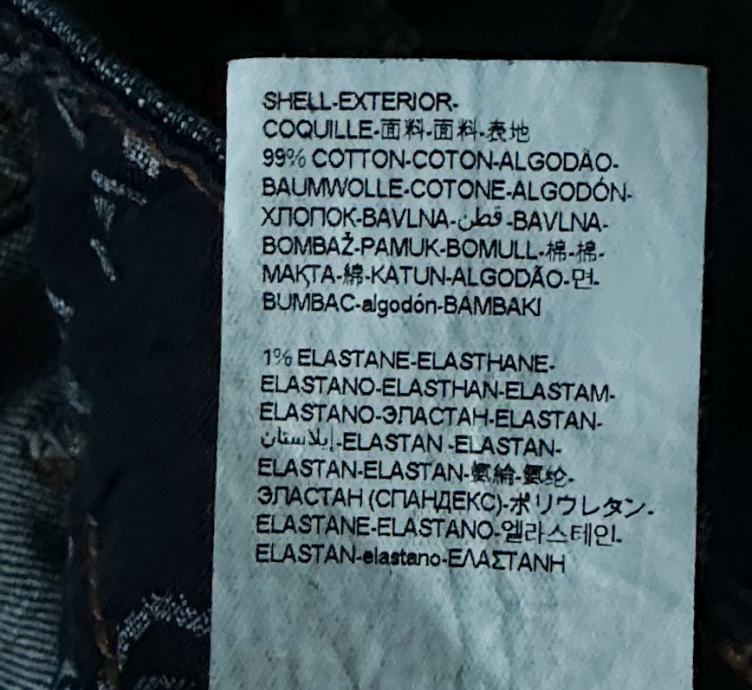 SHELL-EXTERIOR-
COQUILLE-面料-面料-表地
99% COTTON-COTON-ALGODÃO-
BAUMWOLLE-COTONE-ALGODÓN-
ХЛОПОК-BAVLNA-قطن-BAVLNA-
BOMBAŽ-PAMUK-BOMULL-棉-棉-
МАҚТА-綿-KATUN-ALGODÃO-면-
BUMBAC-algodón-BAMBAKI
1% ELASTANE-ELASTHANE-
ELASTANO-ELASTHAN-ELASTAM-
ELASTANO-ЭЛАСТАН-ELASTAN-
إيلاستان-ELASTAN -ELASTAN-
ELASTAN-ELASTAN-氨綸-氨纶-
ЭЛАСТАН (СПАНДЕКС)-ポリウレタン-
ELASTANE-ELASTANO-엘라스테인-
ELASTAN-elastano-ΕΛΑΣΤΑΝΗ